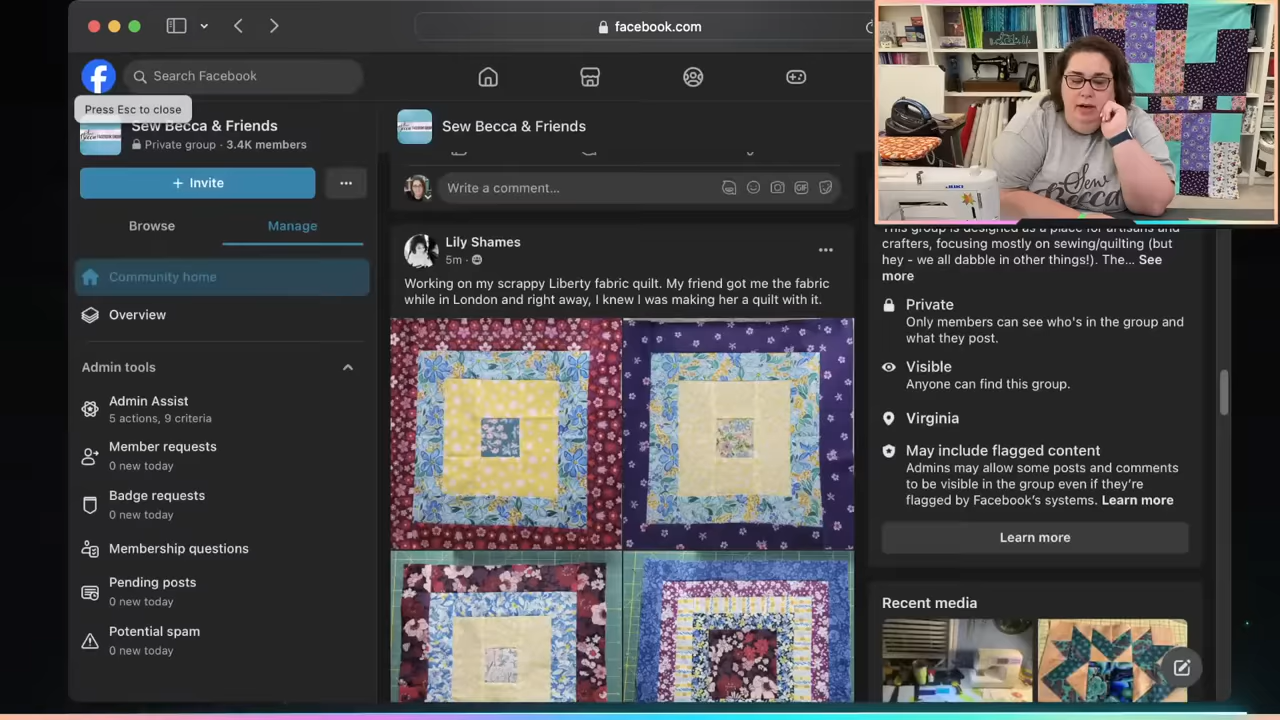 facebook.com
Search Facebook
Press Esc to close
Sew Becca & Friends
Private group · 3.4K members
+ Invite
Browse
Manage
Community home
Overview
Admin tools
Admin Assist
5 actions, 9 criteria
Member requests
0 new today
Badge requests
0 new today
Membership questions
Pending posts
0 new today
Potential spam
0 new today
Sew Becca & Friends
Write a comment...
GIF
Lily Shames
5m ·
Working on my scrappy Liberty fabric quilt. My friend got me the fabric
while in London and right away, I knew I was making her a quilt with it.
This group is designed as a place for artisans and
crafters, focusing mostly on sewing/quilting (but
hey - we all dabble in other things!). The... See
more
Private
Only members can see who's in the group and
what they post.
Visible
Anyone can find this group.
Virginia
May include flagged content
Admins may allow some posts and comments
to be visible in the group even if they're
flagged by Facebook's systems. Learn more
Learn more
Recent media
Sew
Becca
JUKI